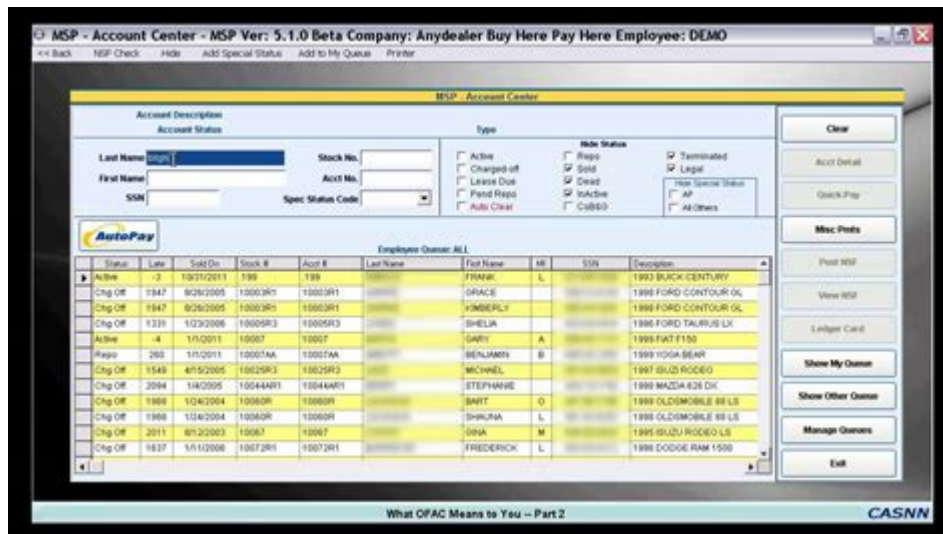 MSP - Account Center - MSP Ver: 5.1.0 Beta Company: Anydealer Buy Here Pay Here Employee: DEMO
<< Back NSF Check Hide Add Special Status Add to My Queue Printer
MSP - Account Center
Account Description
Account Status Type
Hide Status
Last Name Stock No.
First Name Acct No.
SSN Spec Status Code
Active Repo Terminated
Charged-off Sold Legal
Lease Due Dead Hide Special Status
Pend Repo InActive AP
Auto Clear CoB&O All Others
AutoPay
Employee Queue: ALL
Status Late Sold On Stock # Acct # Last Name First Name MI SSN Description
Active -3 10/31/2011 199 199 FRANK L 1993 BUICK CENTURY
Chg Off 1947 8/26/2005 10003R1 10003R1 GRACE 1998 FORD CONTOUR GL
Chg Off 1947 8/26/2005 10003R1 10003R1 KIMBERLY 1998 FORD CONTOUR GL
Chg Off 1331 1/23/2006 10005R3 10005R3 SHELIA 1996 FORD TAURUS LX
Active -4 1/1/2011 10007 10007 GARY A 1999 FIAT F150
Repo 260 1/1/2011 10007AA 10007AA BENJAMIN B 1999 YOGA BEAR
Chg Off 1549 4/15/2005 10025R3 10025R3 MICHAEL 1997 ISUZU RODEO
Chg Off 2094 1/4/2005 10044AR1 10044AR1 STEPHANIE 1999 MAZDA 626 DX
Chg Off 1988 1/24/2004 10060R 10060R BART O 1998 OLDSMOBILE 88 LS
Chg Off 1988 1/24/2004 10060R 10060R SHAUNA L 1998 OLDSMOBILE 88 LS
Chg Off 2011 8/12/2003 10067 10067 GINA M 1995 ISUZU RODEO LS
Chg Off 1637 1/11/2006 10072R1 10072R1 FREDERICK L 1996 DODGE RAM 1500
Clear
Acct Detail
Quick Pay
Misc Pmts
Post NSF
View NSF
Ledger Card
Show My Queue
Show Other Queue
Manage Queues
Exit
What OFAC Means to You -- Part 2
CASNN